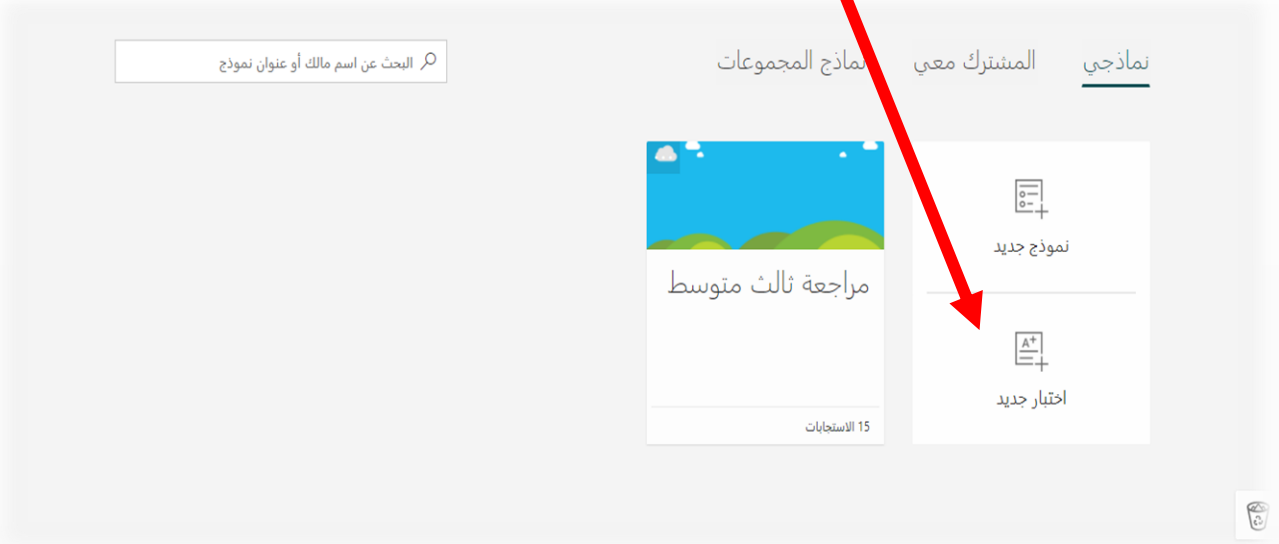 نماذجي
المشترك معي
نماذج المجموعات
البحث عن اسم مالك أو عنوان نموذج
نموذج جديد
A+
اختبار جديد
مراجعة ثالث متوسط
15 الاستجابات